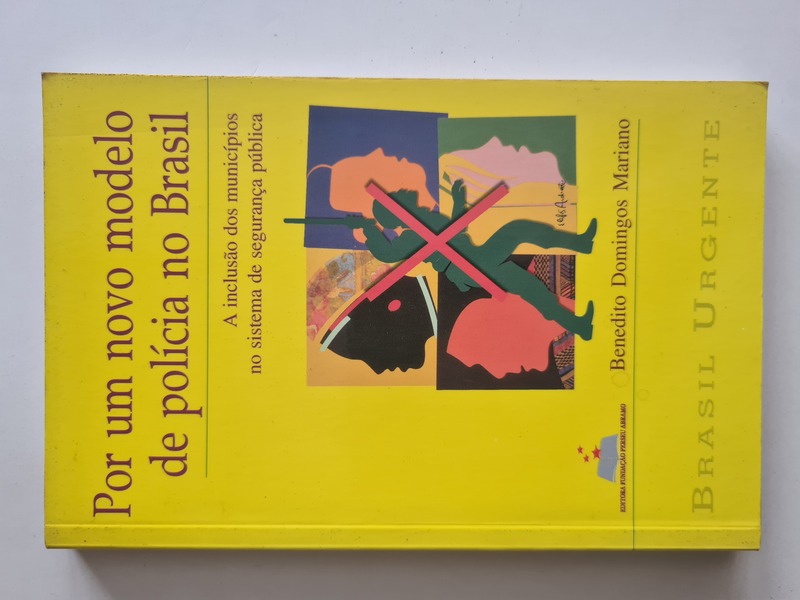 Por um novo modelo
de polícia no Brasil
A inclusão dos municípios
no sistema de segurança pública
EDITORA FUNDAÇÃO PERSEU ABRAMO
Benedito Domingos Mariano
BRASIL URGENTE